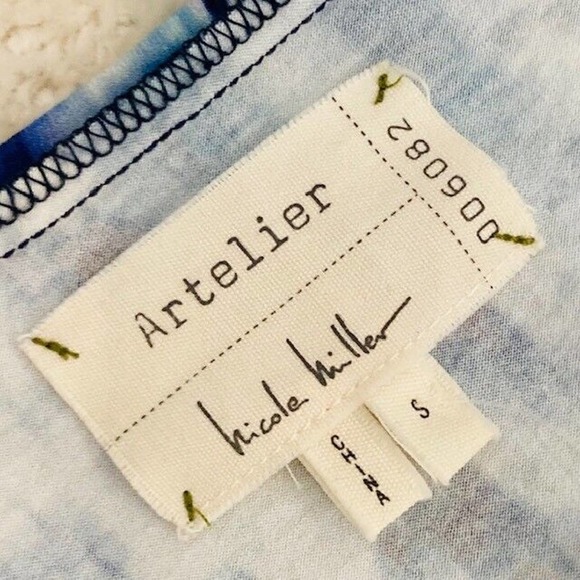 Artelier
006082
Nicole Miller
CHINA
S